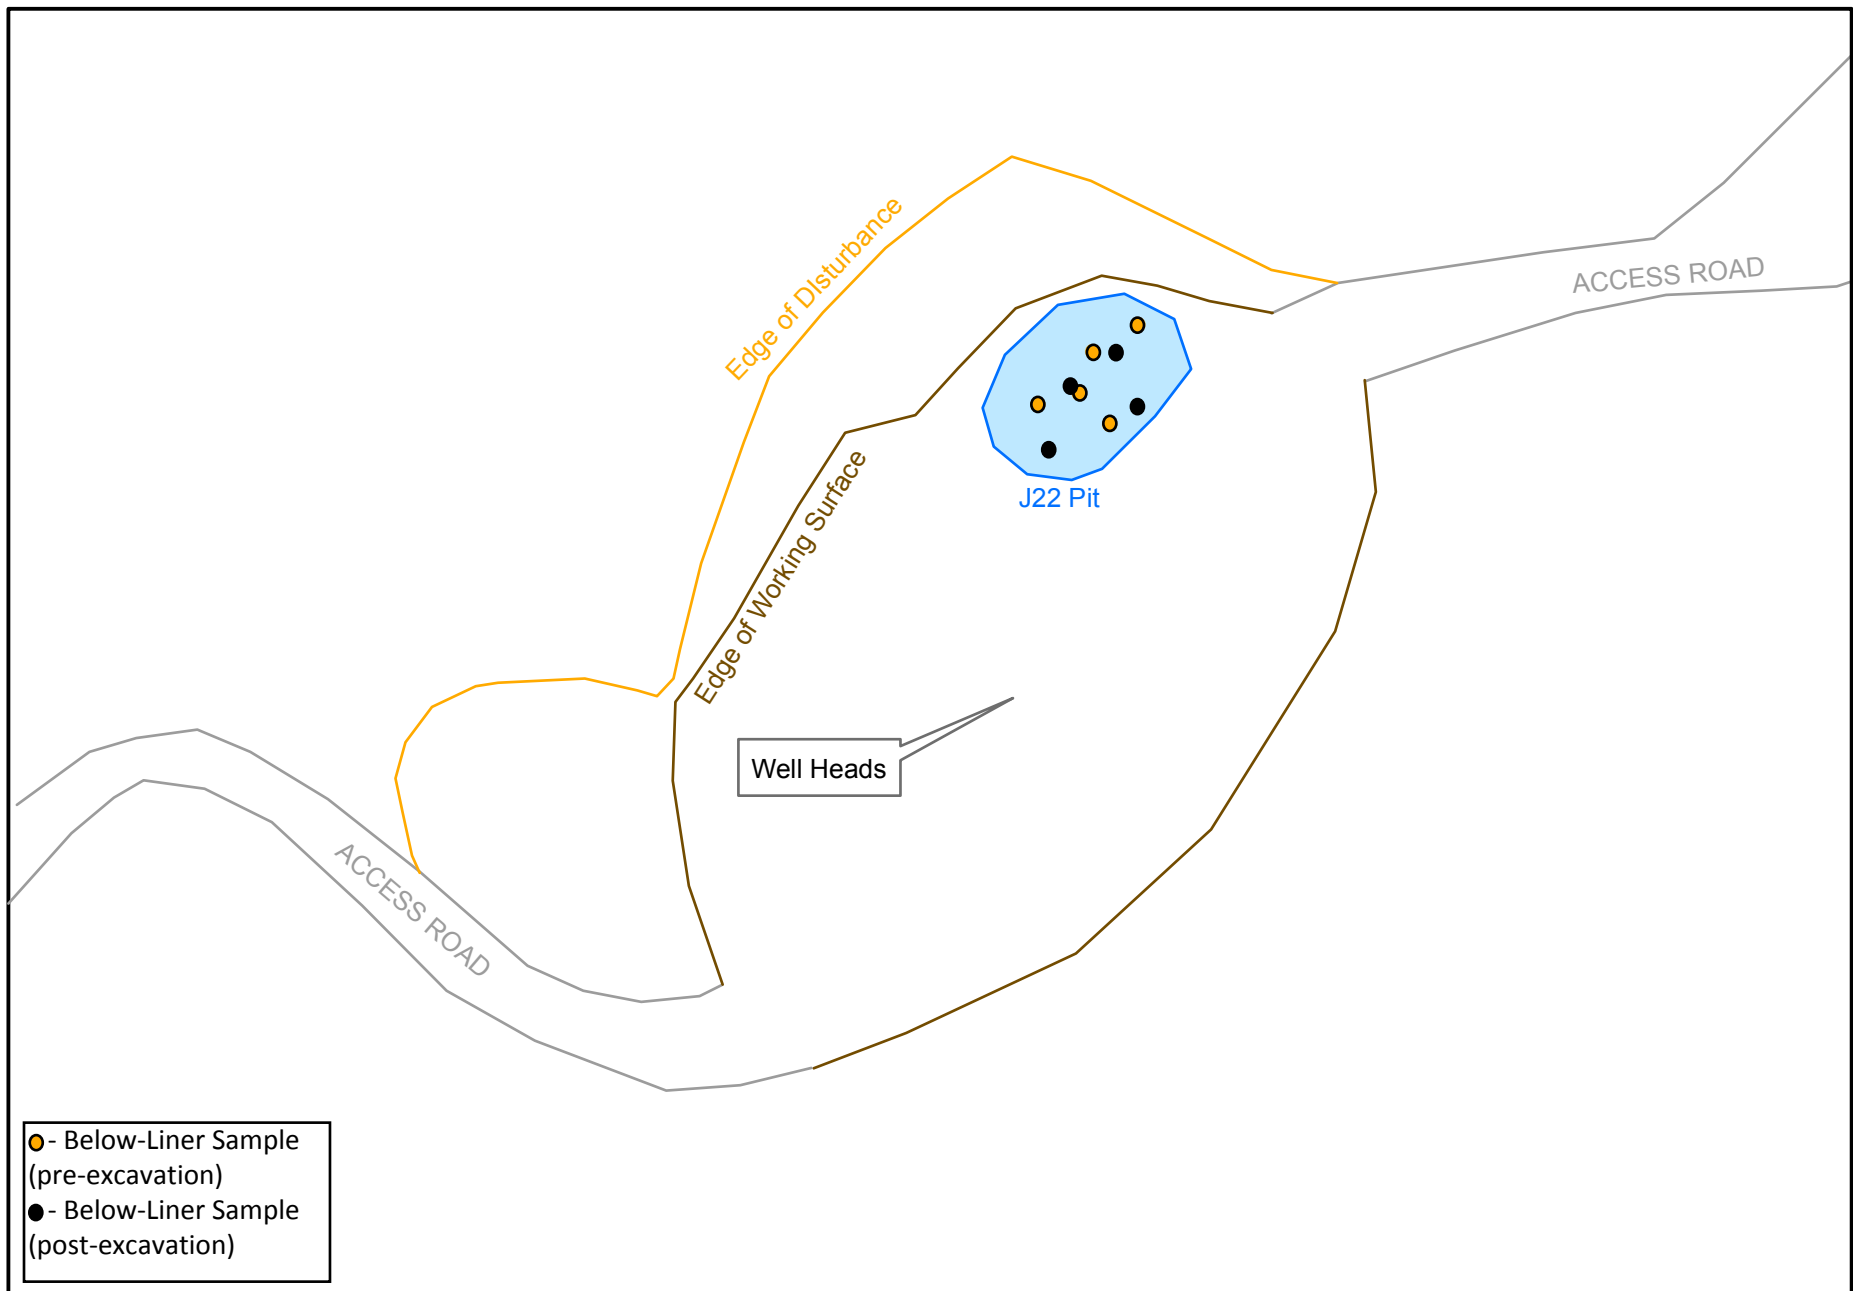 Edge of DIsturbance
ACCESS ROAD
Edge of Working Surface
J22 Pit
Well Heads
ACCESS ROAD
- Below-Liner Sample
(pre-excavation)
- Below-Liner Sample
(post-excavation)